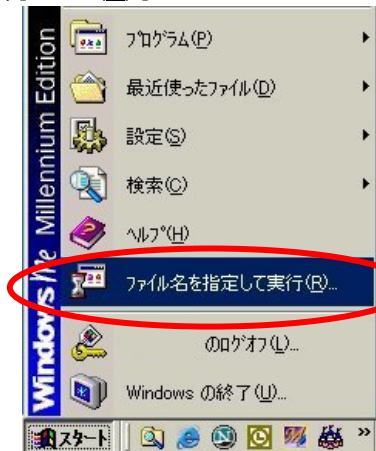 Windows Me Millennium Edition
プログラム(P)
最近使ったファイル(D)
設定(S)
検索(C)
ヘルプ(H)
ファイル名を指定して実行(R)...
のログオフ(L)...
Windows の終了(U)...
スタート
»